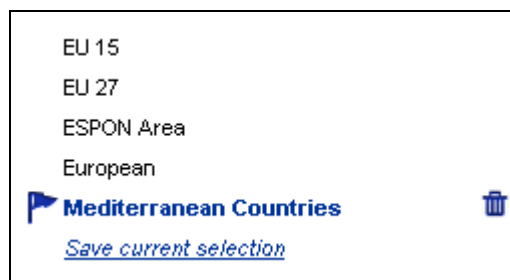 EU 15
EU 27
ESPON Area
European
Mediterranean Countries
Save current selection